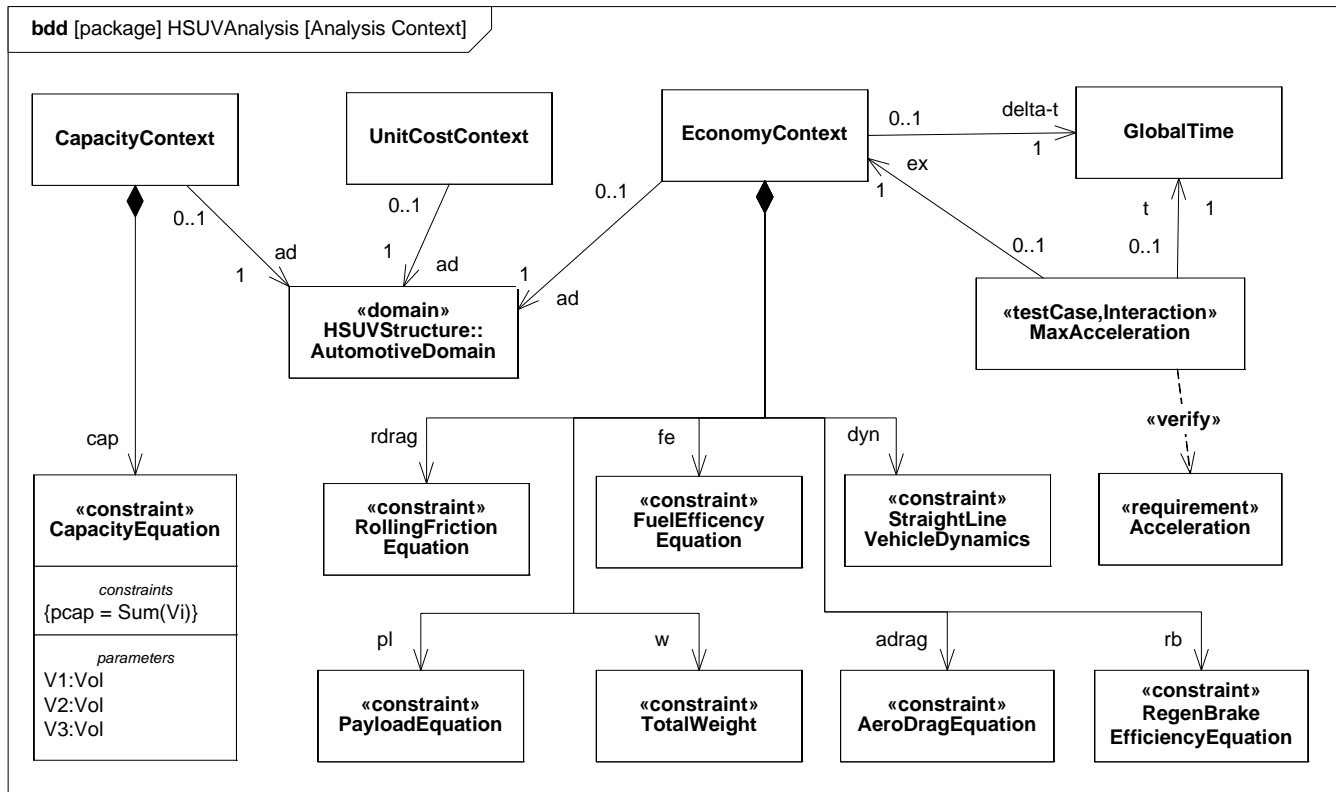 bdd [package] HSUVAnalysis [Analysis Context]
CapacityContext
UnitCostContext
EconomyContext
GlobalTime
0..1
delta-t
1
ex
1
0..1
0..1
0..1
t
1
0..1
0..1
1
ad
1
ad
1
ad
«domain»
HSUVStructure::
AutomotiveDomain
«testCase,Interaction»
MaxAcceleration
«verify»
cap
rdrag
fe
dyn
«constraint»
CapacityEquation
constraints
{pcap = Sum(Vi)}
parameters
V1:Vol
V2:Vol
V3:Vol
«constraint»
RollingFriction
Equation
«constraint»
FuelEfficency
Equation
«constraint»
StraightLine
VehicleDynamics
«requirement»
Acceleration
pl
w
adrag
rb
«constraint»
PayloadEquation
«constraint»
TotalWeight
«constraint»
AeroDragEquation
«constraint»
RegenBrake
EfficiencyEquation